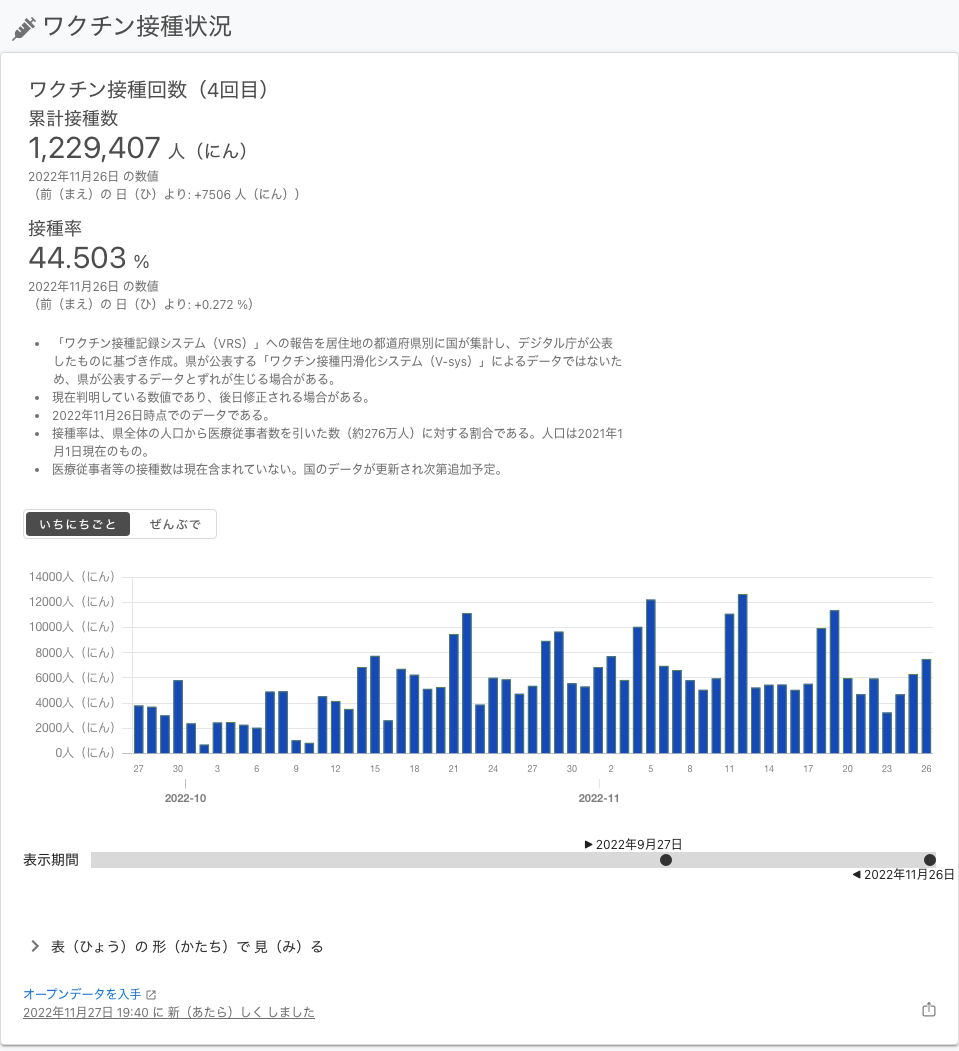 ワクチン接種状況
ワクチン接種回数（4回目）
累計接種数
1,229,407 人（にん）
2022年11月26日 の数値
（前（まえ）の 日（ひ）より: +7506 人（にん））
接種率
44.503 %
2022年11月26日 の数値
（前（まえ）の 日（ひ）より: +0.272 %）
• 「ワクチン接種記録システム（VRS）」への報告を居住地の都道府県別に国が集計し、デジタル庁が公表
したものに基づき作成。県が公表する「ワクチン接種円滑化システム（V-sys）」によるデータではないた
め、県が公表するデータとずれが生じる場合がある。
• 現在判明している数値であり、後日修正される場合がある。
• 2022年11月26日時点でのデータである。
• 接種率は、県全体の人口から医療従事者数を引いた数（約276万人）に対する割合である。人口は2021年1
月1日現在のもの。
• 医療従事者等の接種数は現在含まれていない。国のデータが更新され次第追加予定。
いちにちごと ぜんぶで
14000人（にん）
12000人（にん）
10000人（にん）
8000人（にん）
6000人（にん）
4000人（にん）
2000人（にん）
0人（にん）
27 30 3 6 9 12 15 18 21 24 27 30 2 5 8 11 14 17 20 23 26
2022-10 2022-11
▶ 2022年9月27日
表示期間
◀ 2022年11月26日
表（ひょう）の 形（かたち）で 見（み）る
オープンデータを入手
2022年11月27日 19:40 に 新（あたら）しく しました